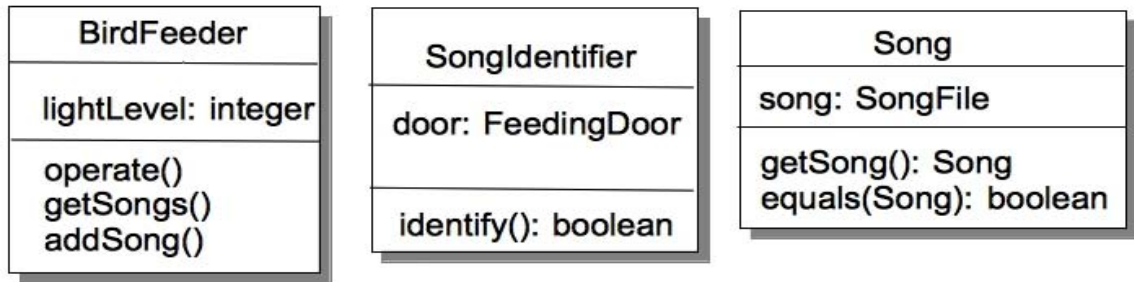 BirdFeeder
lightLevel: integer
operate()
getSongs()
addSong()
SongIdentifier
door: FeedingDoor
identify(): boolean
Song
song: SongFile
getSong(): Song
equals(Song): boolean